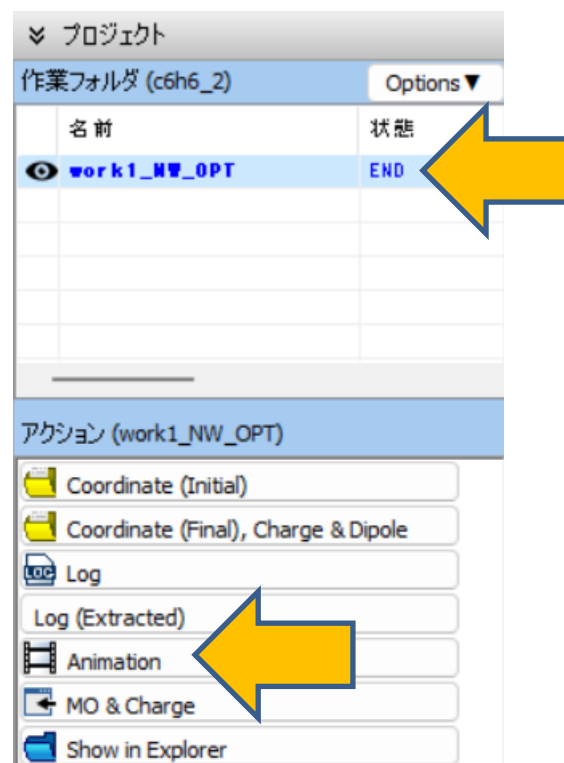 プロジェクト
作業フォルダ (c6h6_2) Options▼
名前 状態
work1_NW_OPT END
アクション (work1_NW_OPT)
Coordinate (Initial)
Coordinate (Final), Charge & Dipole
LOG Log
Log (Extracted)
Animation
MO & Charge
Show in Explorer